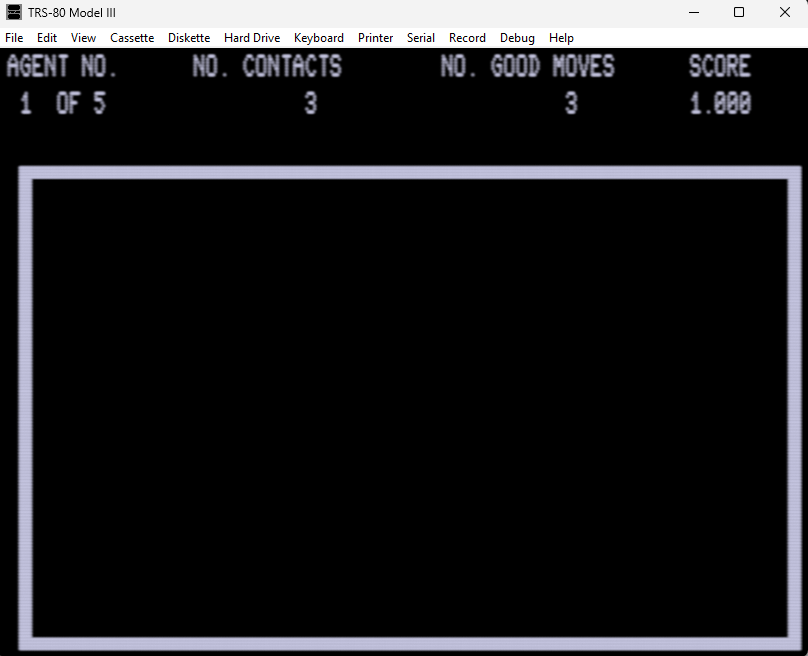 TRS-80 Model III
File Edit View Cassette Diskette Hard Drive Keyboard Printer Serial Record Debug Help
AGENT NO. NO. CONTACTS NO. GOOD MOVES SCORE
1 OF 5 3 3 1.000